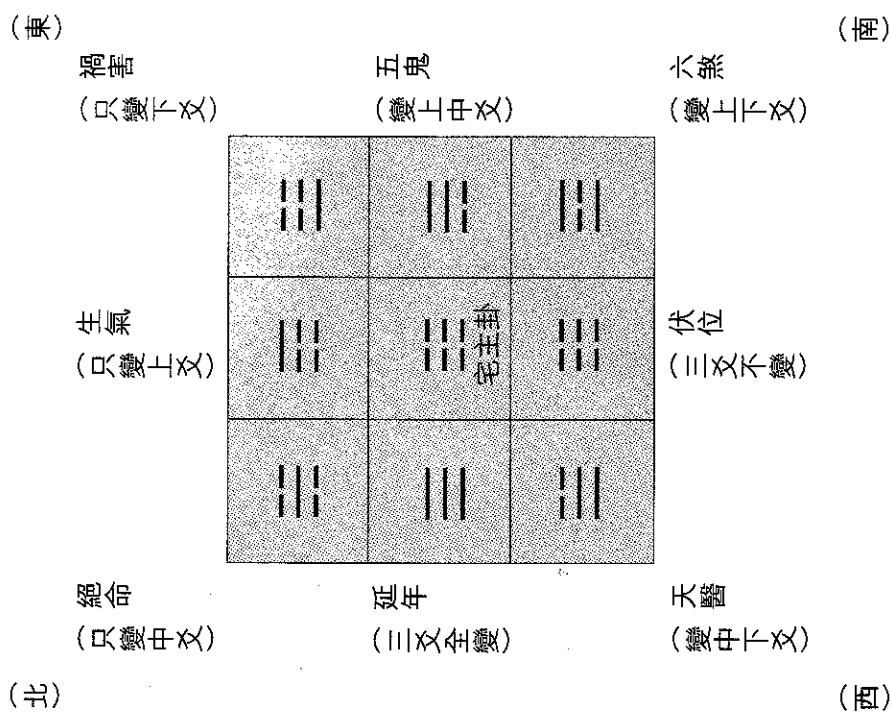 （東）
（南）
禍害
（只變下爻）
五鬼
（變上中爻）
六煞
（變上下爻）
生氣
（只變上爻）
宅主卦
伏位
（三爻不變）
絕命
（只變中爻）
延年
（三爻全變）
天醫
（變中下爻）
（北）
（西）